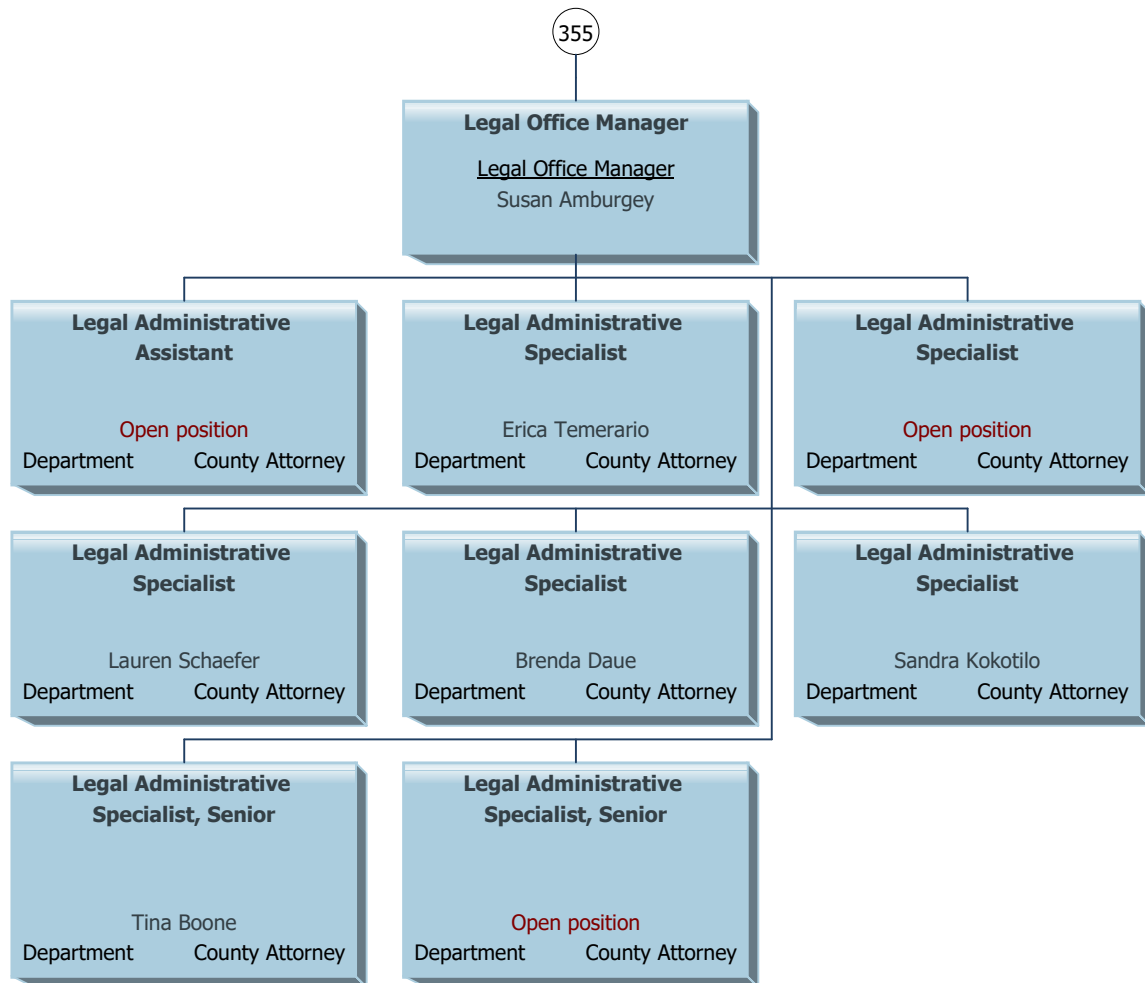 355
Legal Office Manager
Legal Office Manager
Susan Amburgey
Legal Administrative
Assistant
Open position
Department County Attorney
Legal Administrative
Specialist
Erica Temerario
Department County Attorney
Legal Administrative
Specialist
Open position
Department County Attorney
Legal Administrative
Specialist
Lauren Schaefer
Department County Attorney
Legal Administrative
Specialist
Brenda Daue
Department County Attorney
Legal Administrative
Specialist
Sandra Kokotilo
Department County Attorney
Legal Administrative
Specialist, Senior
Tina Boone
Department County Attorney
Legal Administrative
Specialist, Senior
Open position
Department County Attorney